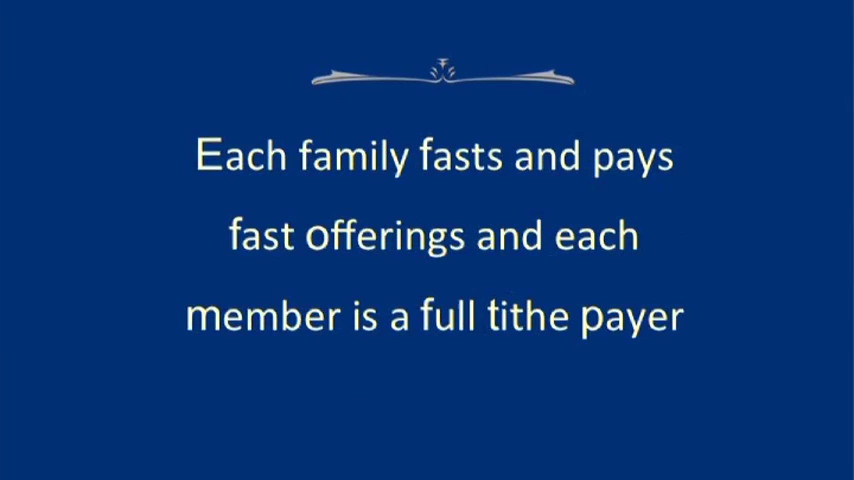 Each family fasts and pays
fast offerings and each
member is a full tithe payer